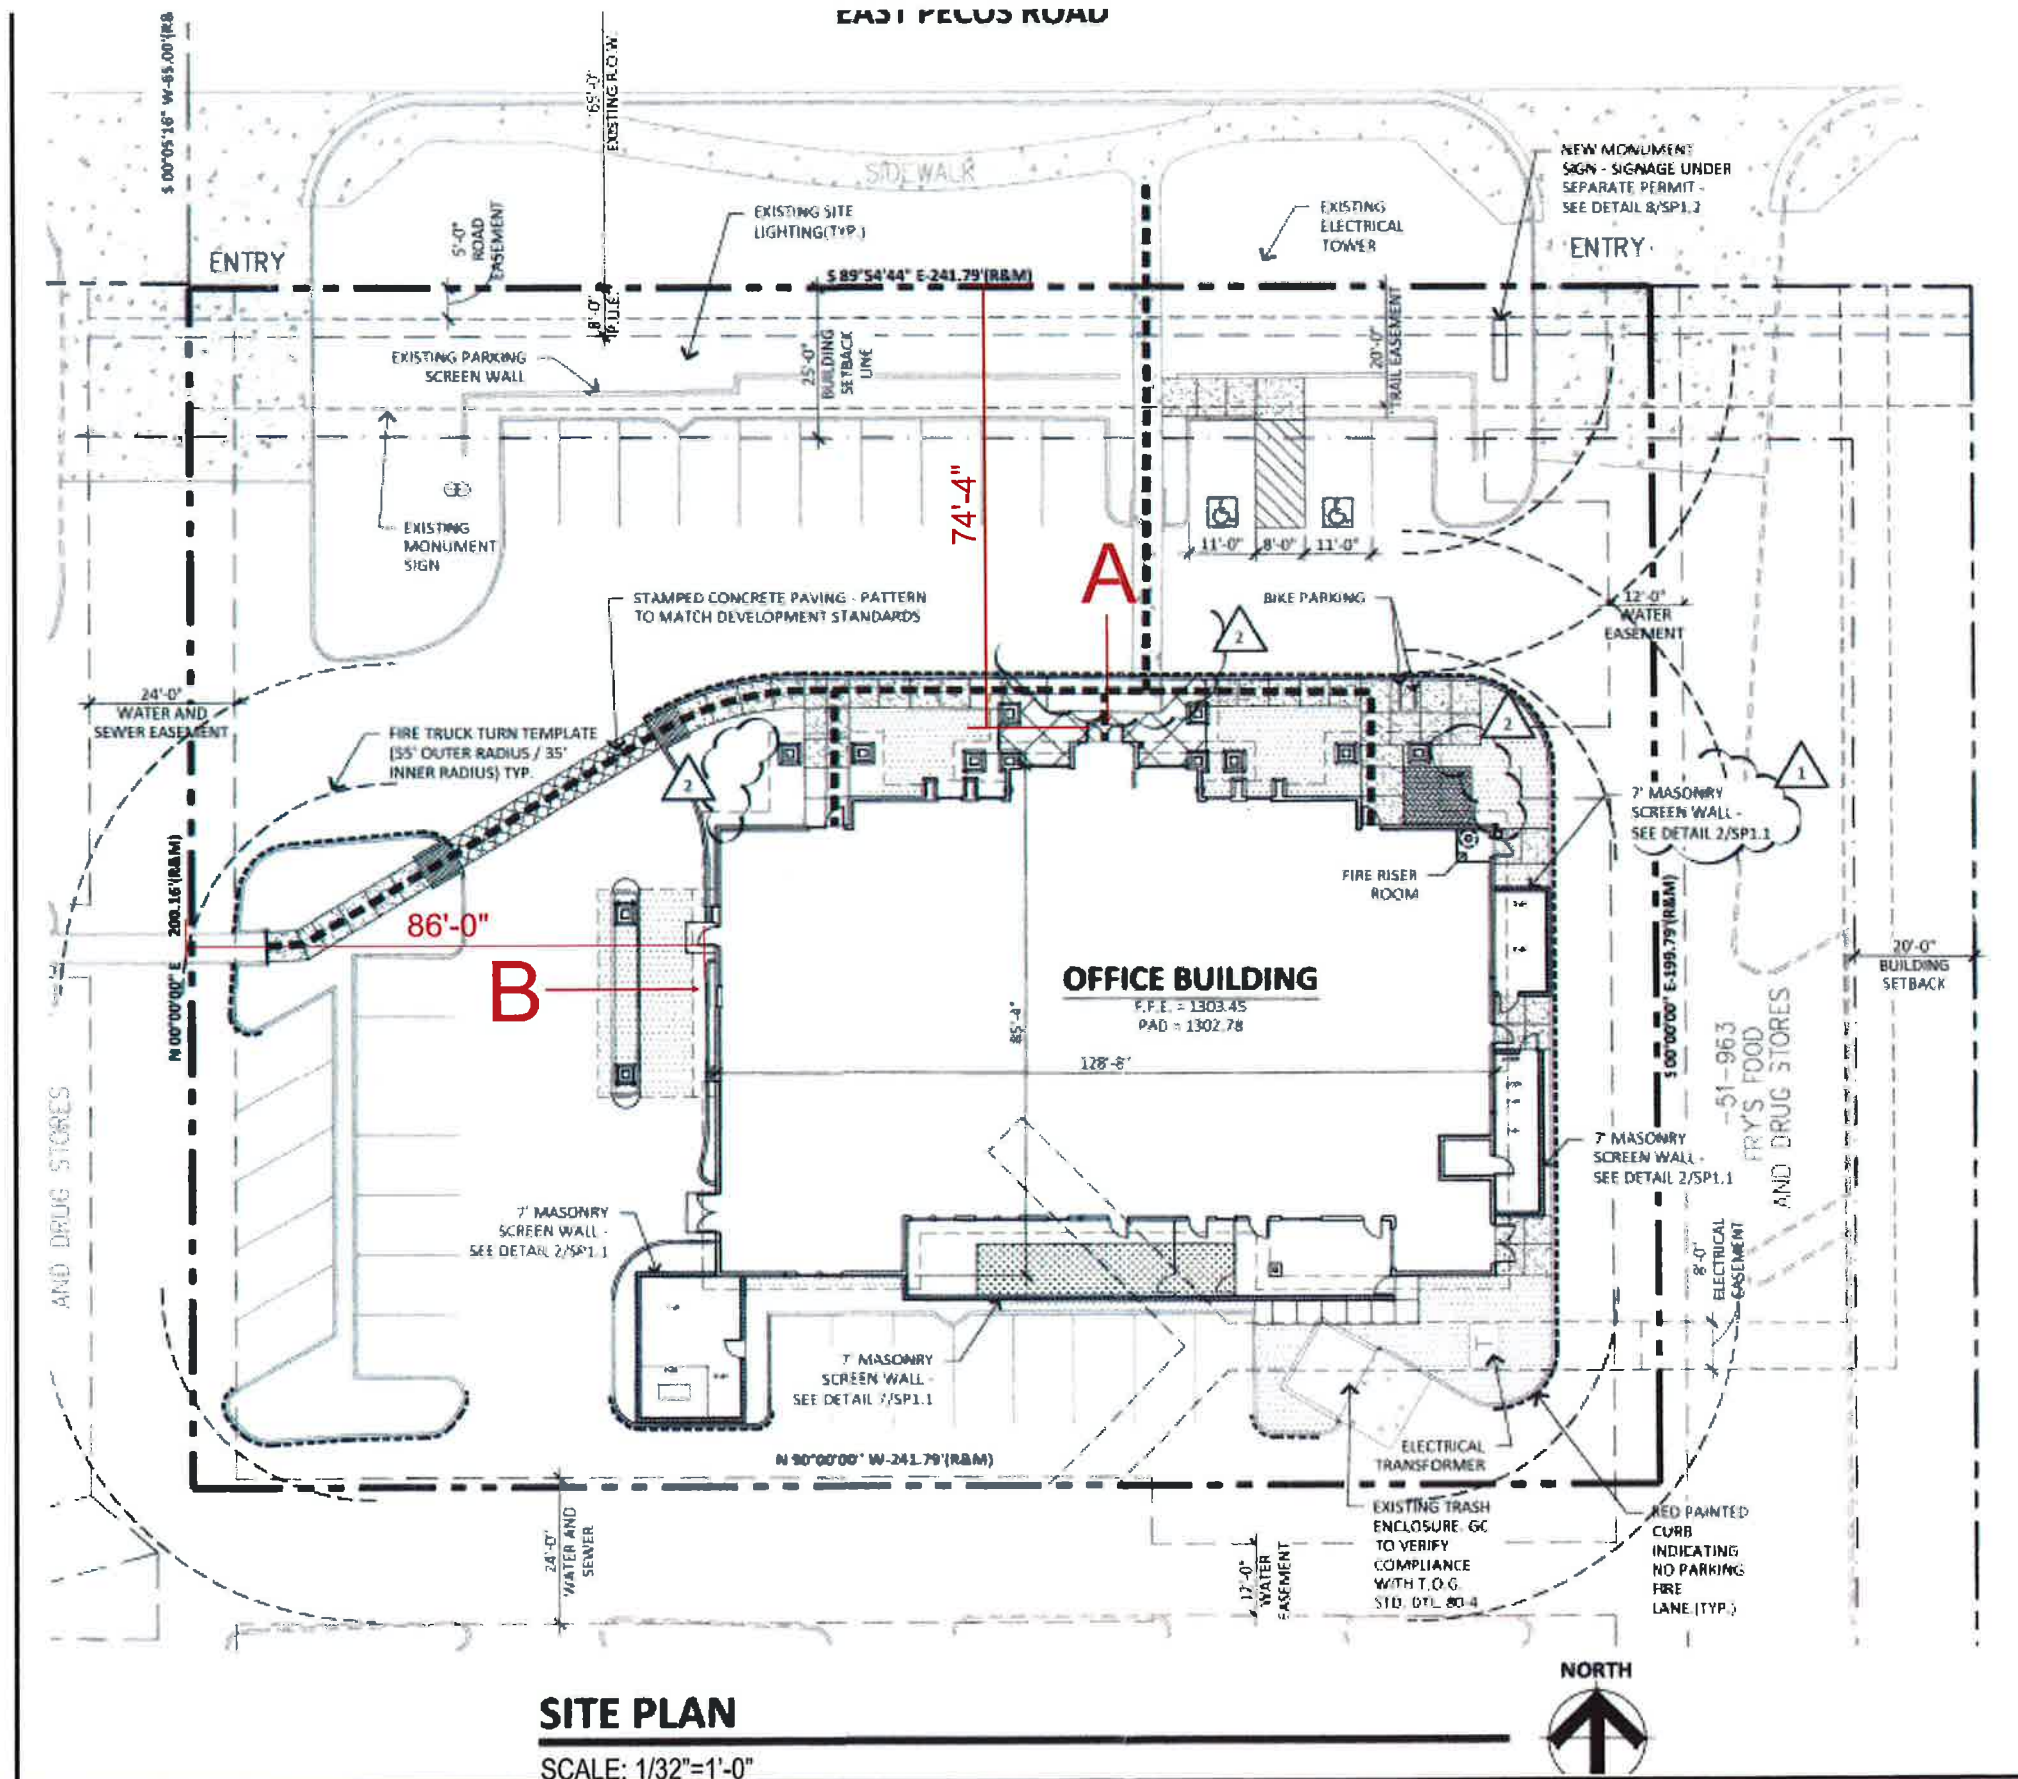 EAST PECOS ROAD
S 00°05'16" W-65.00'(R&
65'-0"
EXISTING R.O.W.
SIDEWALK
NEW MONUMENT
SIGN - SIGNAGE UNDER
SEPARATE PERMIT -
SEE DETAIL 8/SP1.2
ENTRY
5'-0"
ROAD
EASEMENT
EXISTING SITE
LIGHTING(TYP.)
EXISTING
ELECTRICAL
TOWER
ENTRY
S 89°54'44" E-241.79'(R&M)
8'-0"
P.U.E.
EXISTING PARKING
SCREEN WALL
25'-0"
BUILDING
SETBACK
LINE
20'-0"
TRAIL EASEMENT
74'-4"
EXISTING
MONUMENT
SIGN
11'-0"
8'-0"
11'-0"
A
STAMPED CONCRETE PAVING - PATTERN
TO MATCH DEVELOPMENT STANDARDS
BIKE PARKING
12'-0"
WATER
EASEMENT
2
24'-0"
WATER AND
SEWER EASEMENT
FIRE TRUCK TURN TEMPLATE
(55' OUTER RADIUS / 35'
INNER RADIUS) TYP.
2
2
1
7' MASONRY
SCREEN WALL -
SEE DETAIL 2/SP1.1
FIRE RISER
ROOM
N 00°00'00" E 200.16'(R&M)
86'-0"
B
OFFICE BUILDING
F.F.E. = 1303.45
PAD = 1302.78
85'-4"
128'-8"
S 00°00'00" E-199.79'(R&M)
20'-0"
BUILDING
SETBACK
-51-963
FRY'S FOOD
AND DRUG STORES
AND DRUG STORES
7' MASONRY
SCREEN WALL -
SEE DETAIL 2/SP1.1
7' MASONRY
SCREEN WALL -
SEE DETAIL 2/SP1.1
8'-0"
ELECTRICAL
EASEMENT
7' MASONRY
SCREEN WALL -
SEE DETAIL 2/SP1.1
T
N 90°00'00" W-241.79'(R&M)
ELECTRICAL
TRANSFORMER
24'-0"
WATER AND
SEWER
12'-0"
WATER
EASEMENT
EXISTING TRASH
ENCLOSURE. GC
TO VERIFY
COMPLIANCE
WITH T.O.G.
STD. DTL. 80-4
RED PAINTED
CURB
INDICATING
NO PARKING
FIRE
LANE (TYP.)
NORTH
SITE PLAN
SCALE: 1/32"=1'-0"